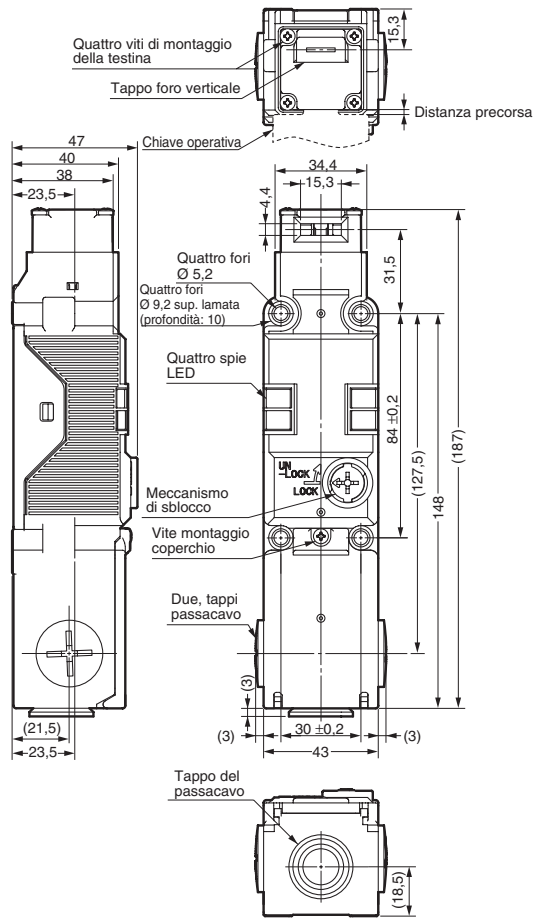 15,3
Quattro viti di montaggio
della testina
Tappo foro verticale
Distanza precorsa
Chiave operativa
47
40
38
23,5
34,4
15,3
4,4
31,5
Quattro fori
Ø 5,2
Quattro fori
Ø 9,2 sup. lamata
(profondità: 10)
Quattro spie
LED
84 ±0,2
(127,5)
148
(187)
UN
-LOCK
LOCK
1
Meccanismo
di sblocco
Vite montaggio
coperchio
Due, tappi
passacavo
(3)
(21,5)
23,5
(3)
30 ±0,2
(3)
43
Tappo del
passacavo
(18,5)